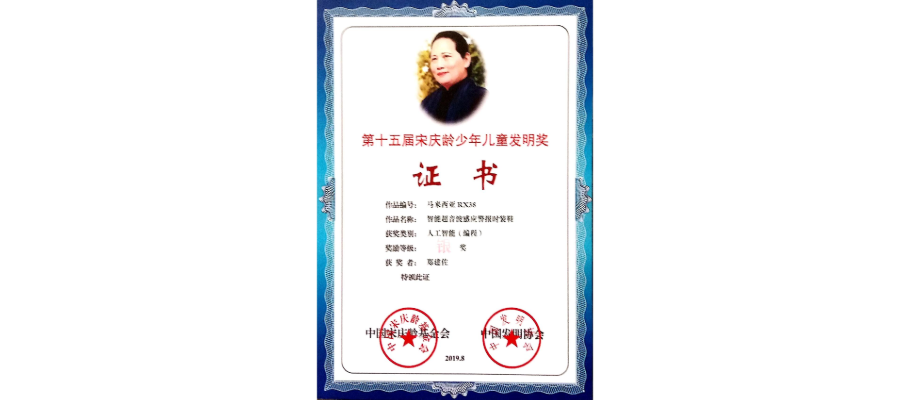 第十五届宋庆龄少年儿童发明奖
证 书
作品编号： 马来西亚 RX38
作品名称： 智能超音波感应警报时装鞋
获奖类别： 人工智能（编程）
奖励等级： 银 奖
获 奖 者： 郑建佐
特颁此证
中国宋庆龄基金会
中国发明协会
2019.8